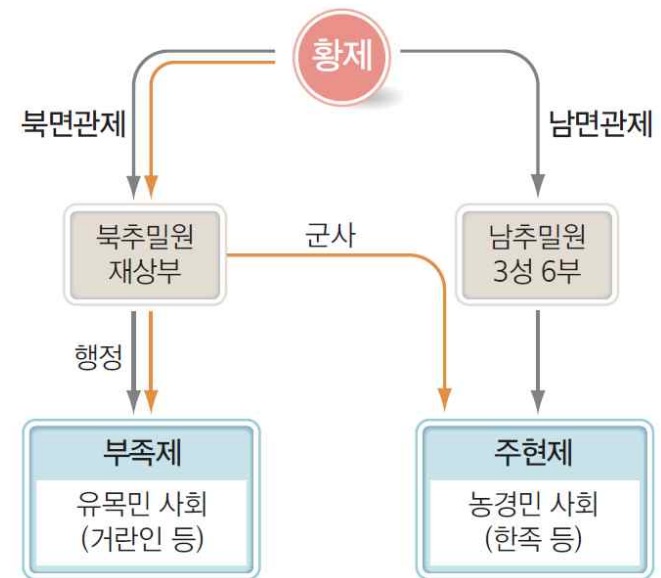 황제
북면관제
남면관제
북추밀원
재상부
군사
남추밀원
3성 6부
행정
부족제
유목민 사회
(거란인 등)
주현제
농경민 사회
(한족 등)